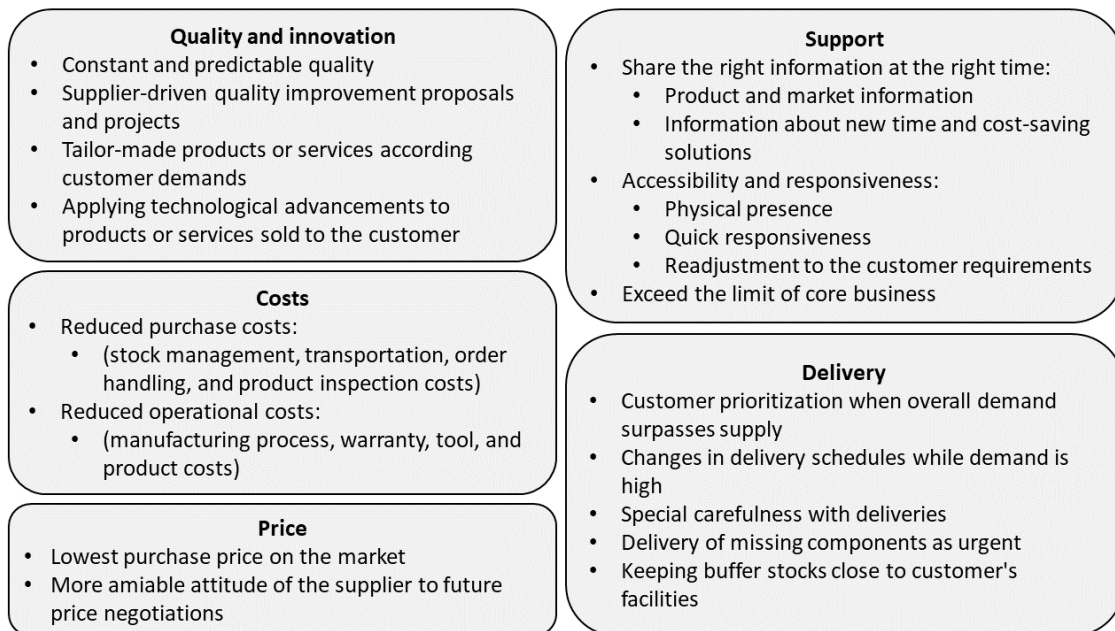 Quality and innovation
• Constant and predictable quality
• Supplier-driven quality improvement proposals
and projects
• Tailor-made products or services according
customer demands
• Applying technological advancements to
products or services sold to the customer
Costs
• Reduced purchase costs:
• (stock management, transportation, order
handling, and product inspection costs)
• Reduced operational costs:
• (manufacturing process, warranty, tool, and
product costs)
Price
• Lowest purchase price on the market
• More amiable attitude of the supplier to future
price negotiations
Support
• Share the right information at the right time:
• Product and market information
• Information about new time and cost-saving
solutions
• Accessibility and responsiveness:
• Physical presence
• Quick responsiveness
• Readjustment to the customer requirements
• Exceed the limit of core business
Delivery
• Customer prioritization when overall demand
surpasses supply
• Changes in delivery schedules while demand is
high
• Special carefulness with deliveries
• Delivery of missing components as urgent
• Keeping buffer stocks close to customer's
facilities